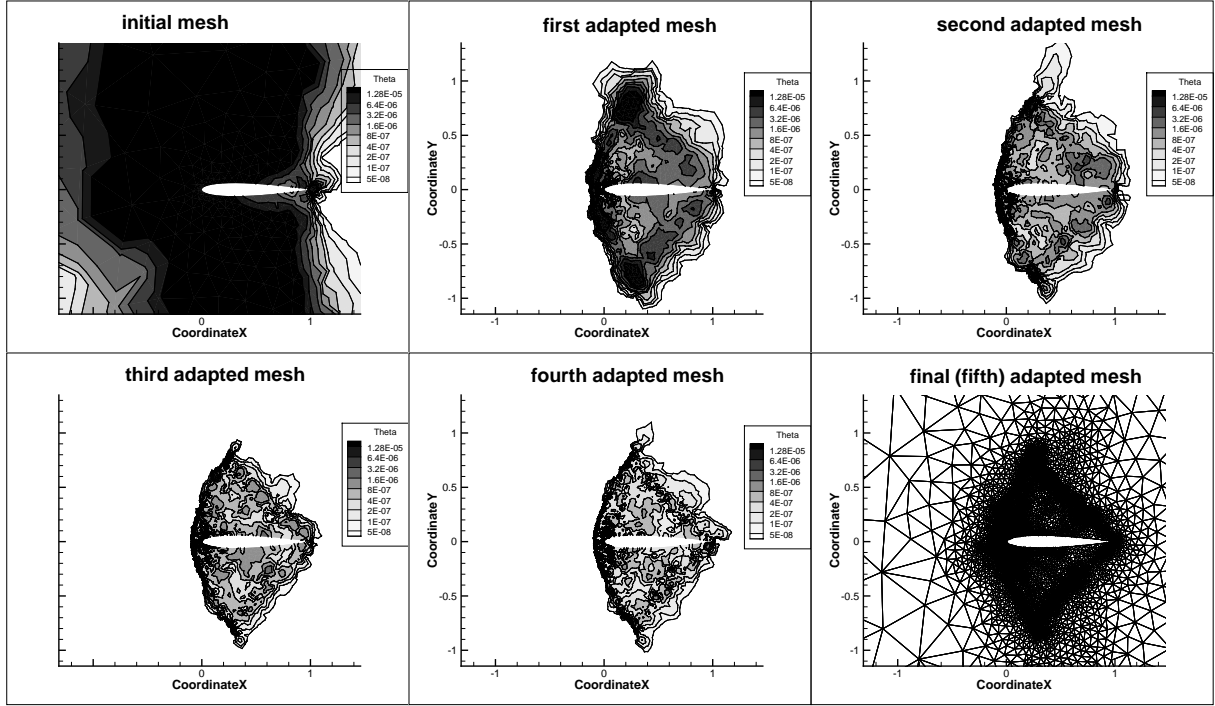 initial mesh
Theta
1.28E-05
6.4E-06
3.2E-06
1.6E-06
8E-07
4E-07
2E-07
1E-07
5E-08
0
1
CoordinateX
first adapted mesh
CoordinateY
1
0.5
0
-0.5
-1
Theta
1.28E-05
6.4E-06
3.2E-06
1.6E-06
8E-07
4E-07
2E-07
1E-07
5E-08
-1
0
1
CoordinateX
second adapted mesh
CoordinateY
1
0.5
0
-0.5
-1
Theta
1.28E-05
6.4E-06
3.2E-06
1.6E-06
8E-07
4E-07
2E-07
1E-07
5E-08
-1
0
1
CoordinateX
third adapted mesh
Theta
1.28E-05
6.4E-06
3.2E-06
1.6E-06
8E-07
4E-07
2E-07
1E-07
5E-08
0
1
CoordinateX
fourth adapted mesh
CoordinateY
1
0.5
0
-0.5
-1
Theta
1.28E-05
6.4E-06
3.2E-06
1.6E-06
8E-07
4E-07
2E-07
1E-07
5E-08
-1
0
1
CoordinateX
final (fifth) adapted mesh
CoordinateY
1
0.5
0
-0.5
-1
-1
0
1
CoordinateX